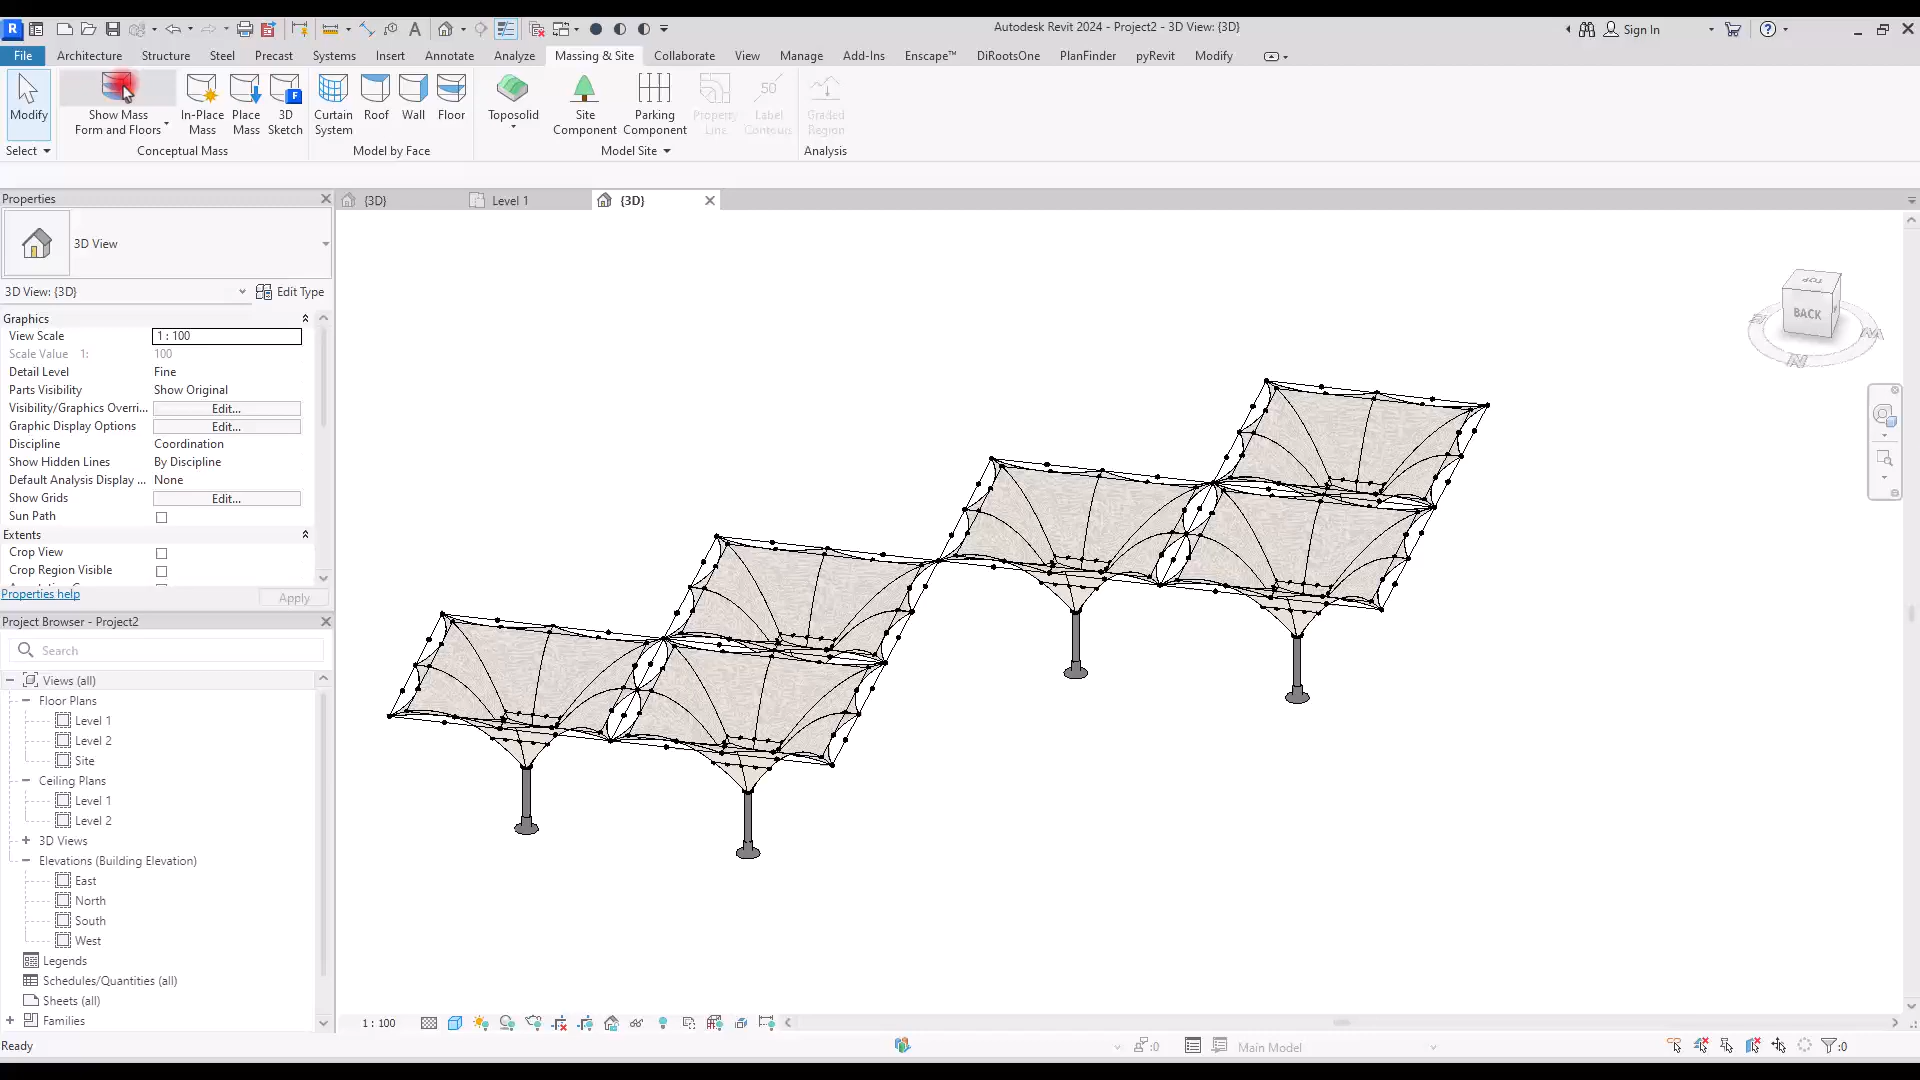 Autodesk Revit 2024 - Project2 - 3D View: {3D}
Sign In
File Architecture Structure Steel Precast Systems Insert Annotate Analyze Massing & Site Collaborate View Manage Add-Ins Enscape™ DiRootsOne PlanFinder pyRevit Modify
Modify
Show Mass
Form and Floors
In-Place
Mass
Place
Mass
3D
Sketch
Curtain
System
Roof
Wall
Floor
Toposolid
Site
Component
Parking
Component
Property
Line
50
Label
Contours
Graded
Region
Select
Conceptual Mass
Model by Face
Model Site
Analysis
Properties
{3D}
Level 1
{3D}
3D View
3D View: {3D}
Edit Type
Graphics
View Scale 1 : 100
Scale Value 1: 100
Detail Level Fine
Parts Visibility Show Original
Visibility/Graphics Overri... Edit...
Graphic Display Options Edit...
Discipline Coordination
Show Hidden Lines By Discipline
Default Analysis Display ... None
Show Grids Edit...
Sun Path
Extents
Crop View
Crop Region Visible
Properties help
Apply
Project Browser - Project2
Search
Views (all)
Floor Plans
Level 1
Level 2
Site
Ceiling Plans
Level 1
Level 2
3D Views
Elevations (Building Elevation)
East
North
South
West
Legends
Schedules/Quantities (all)
Sheets (all)
Families
TOP
BACK
N
1 : 100
Ready
:0
Main Model
:0